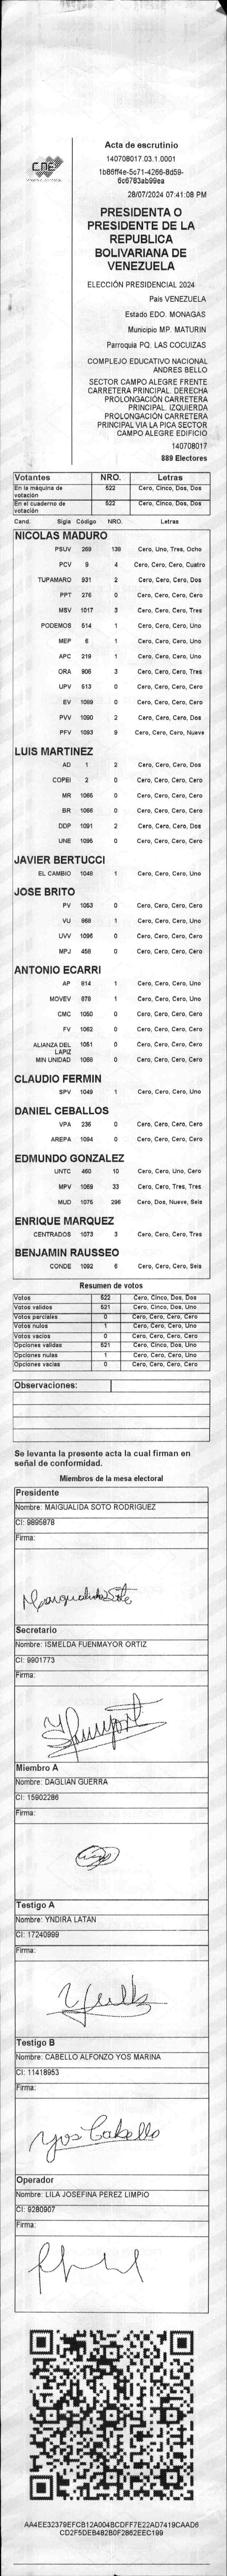 CNE
Acta de escrutinio
140708017.03.1.0001
1b86ff4e-5c71-4266-8d59-
6c6783ab99ea
28/07/2024 07:41:08 PM
PRESIDENTA O
PRESIDENTE DE LA
REPUBLICA
BOLIVARIANA DE
VENEZUELA
ELECCIÓN PRESIDENCIAL 2024
País VENEZUELA
Estado EDO. MONAGAS
Municipio MP. MATURIN
Parroquia PQ. LAS COCUIZAS
COMPLEJO EDUCATIVO NACIONAL
ANDRES BELLO
SECTOR CAMPO ALEGRE FRENTE
CARRETERA PRINCIPAL. DERECHA
PROLONGACIÓN CARRETERA
PRINCIPAL. IZQUIERDA
PROLONGACIÓN CARRETERA
PRINCIPAL VIA LA PICA SECTOR
CAMPO ALEGRE EDIFICIO
140708017
889 Electores
Votantes NRO. Letras
En la máquina de votación 522 Cero, Cinco, Dos, Dos
En el cuaderno de votación 522 Cero, Cinco, Dos, Dos
Cand. Sigla Código NRO. Letras
NICOLAS MADURO
PSUV 269 138 Cero, Uno, Tres, Ocho
PCV 9 4 Cero, Cero, Cero, Cuatro
TUPAMARO 931 2 Cero, Cero, Cero, Dos
PPT 276 0 Cero, Cero, Cero, Cero
MSV 1017 3 Cero, Cero, Cero, Tres
PODEMOS 514 1 Cero, Cero, Cero, Uno
MEP 6 1 Cero, Cero, Cero, Uno
APC 219 1 Cero, Cero, Cero, Uno
ORA 906 3 Cero, Cero, Cero, Tres
UPV 513 0 Cero, Cero, Cero, Cero
EV 1089 0 Cero, Cero, Cero, Cero
PVV 1090 2 Cero, Cero, Cero, Dos
PFV 1093 9 Cero, Cero, Cero, Nueve
LUIS MARTINEZ
AD 1 2 Cero, Cero, Cero, Dos
COPEI 2 0 Cero, Cero, Cero, Cero
MR 1065 0 Cero, Cero, Cero, Cero
BR 1066 0 Cero, Cero, Cero, Cero
DDP 1091 2 Cero, Cero, Cero, Dos
UNE 1095 0 Cero, Cero, Cero, Cero
JAVIER BERTUCCI
EL CAMBIO 1048 1 Cero, Cero, Cero, Uno
JOSE BRITO
PV 1053 0 Cero, Cero, Cero, Cero
VU 868 1 Cero, Cero, Cero, Uno
UVV 1096 0 Cero, Cero, Cero, Cero
MPJ 458 0 Cero, Cero, Cero, Cero
ANTONIO ECARRI
AP 814 1 Cero, Cero, Cero, Uno
MOVEV 878 1 Cero, Cero, Cero, Uno
CMC 1050 0 Cero, Cero, Cero, Cero
FV 1062 0 Cero, Cero, Cero, Cero
ALIANZA DEL LAPIZ 1051 0 Cero, Cero, Cero, Cero
MIN UNIDAD 1068 0 Cero, Cero, Cero, Cero
CLAUDIO FERMIN
SPV 1049 1 Cero, Cero, Cero, Uno
DANIEL CEBALLOS
VPA 236 0 Cero, Cero, Cero, Cero
AREPA 1094 0 Cero, Cero, Cero, Cero
EDMUNDO GONZALEZ
UNTC 460 10 Cero, Cero, Uno, Cero
MPV 1069 33 Cero, Cero, Tres, Tres
MUD 1075 296 Cero, Dos, Nueve, Seis
ENRIQUE MARQUEZ
CENTRADOS 1073 3 Cero, Cero, Cero, Tres
BENJAMIN RAUSSEO
CONDE 1092 6 Cero, Cero, Cero, Seis
Resumen de votos
Votos 522 Cero, Cinco, Dos, Dos
Votos validos 521 Cero, Cinco, Dos, Uno
Votos parciales 0 Cero, Cero, Cero, Cero
Votos nulos 1 Cero, Cero, Cero, Uno
Votos vacios 0 Cero, Cero, Cero, Cero
Opciones validas 521 Cero, Cinco, Dos, Uno
Opciones nulas 1 Cero, Cero, Cero, Uno
Opciones vacias 0 Cero, Cero, Cero, Cero
Observaciones:
Se levanta la presente acta la cual firman en
señal de conformidad.
Miembros de la mesa electoral
Presidente
Nombre: MAIGUALIDA SOTO RODRIGUEZ
CI: 9895878
Firma:
Maigualida Soto
Secretario
Nombre: ISMELDA FUENMAYOR ORTIZ
CI: 9901773
Firma:
Miembro A
Nombre: DAGLIAN GUERRA
CI: 15902286
Firma:
Testigo A
Nombre: YNDIRA LATAN
CI: 17240999
Firma:
Testigo B
Nombre: CABELLO ALFONZO YOS MARINA
CI: 11418953
Firma:
Yos Cabello
Operador
Nombre: LILA JOSEFINA PEREZ LIMPIO
CI: 9280907
Firma:
AA4EE32379EFCB12A004BCDFF7E22AD7419CAAD6
CD2F5DEB482B0F2862EEC199